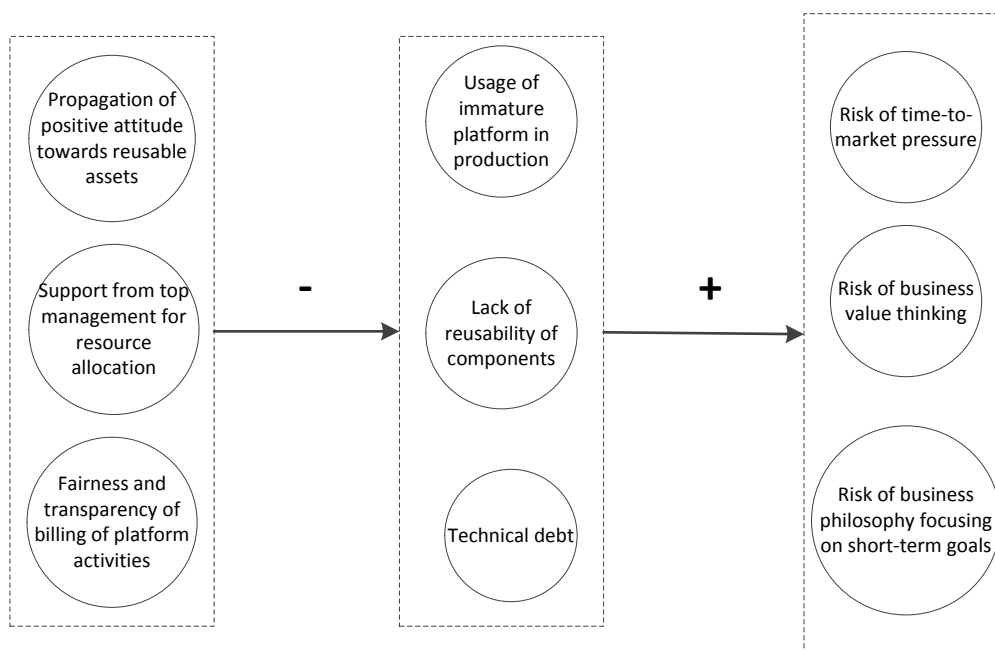 Propagation of
positive attitude
towards reusable
assets
Support from top
management for
resource
allocation
Fairness and
transparency of
billing of platform
activities
-
Usage of
immature
platform in
production
Lack of
reusability of
components
Technical debt
+
Risk of time-to-
market pressure
Risk of business
value thinking
Risk of business
philosophy focusing
on short-term goals